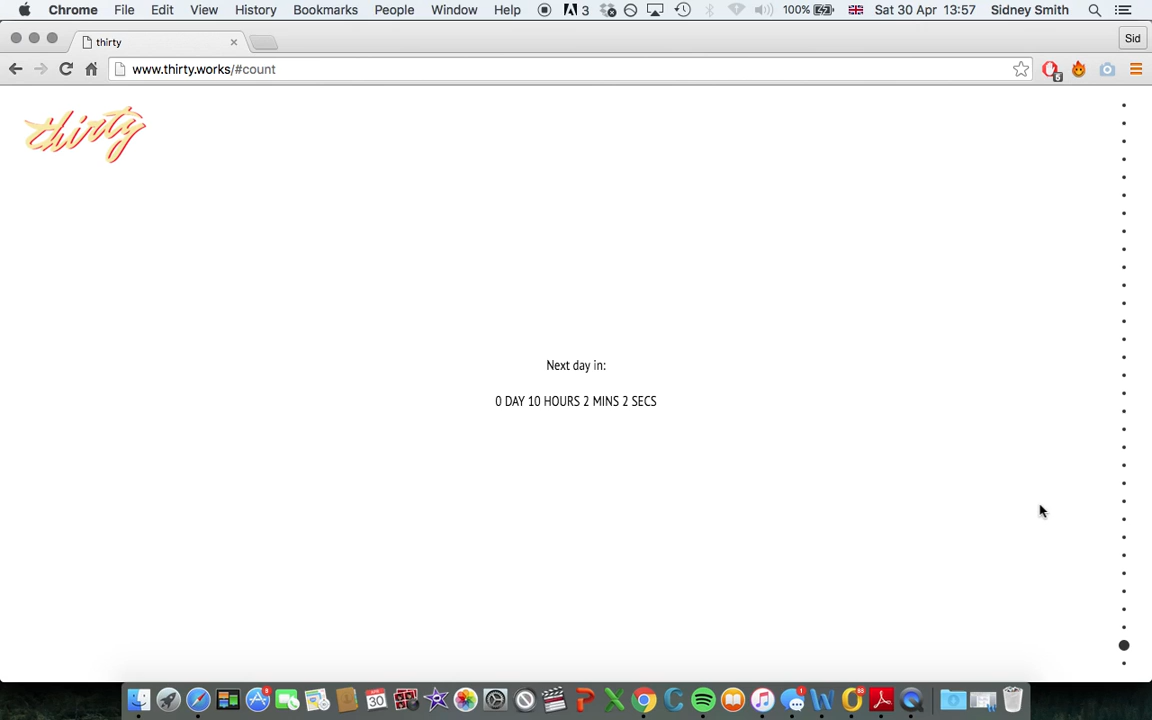 Chrome File Edit View History Bookmarks People Window Help 3 100% Sat 30 Apr 13:57 Sidney Smith
thirty Sid
www.thirty.works/#count 5
thirty
Next day in:
0 DAY 10 HOURS 2 MINS 2 SECS